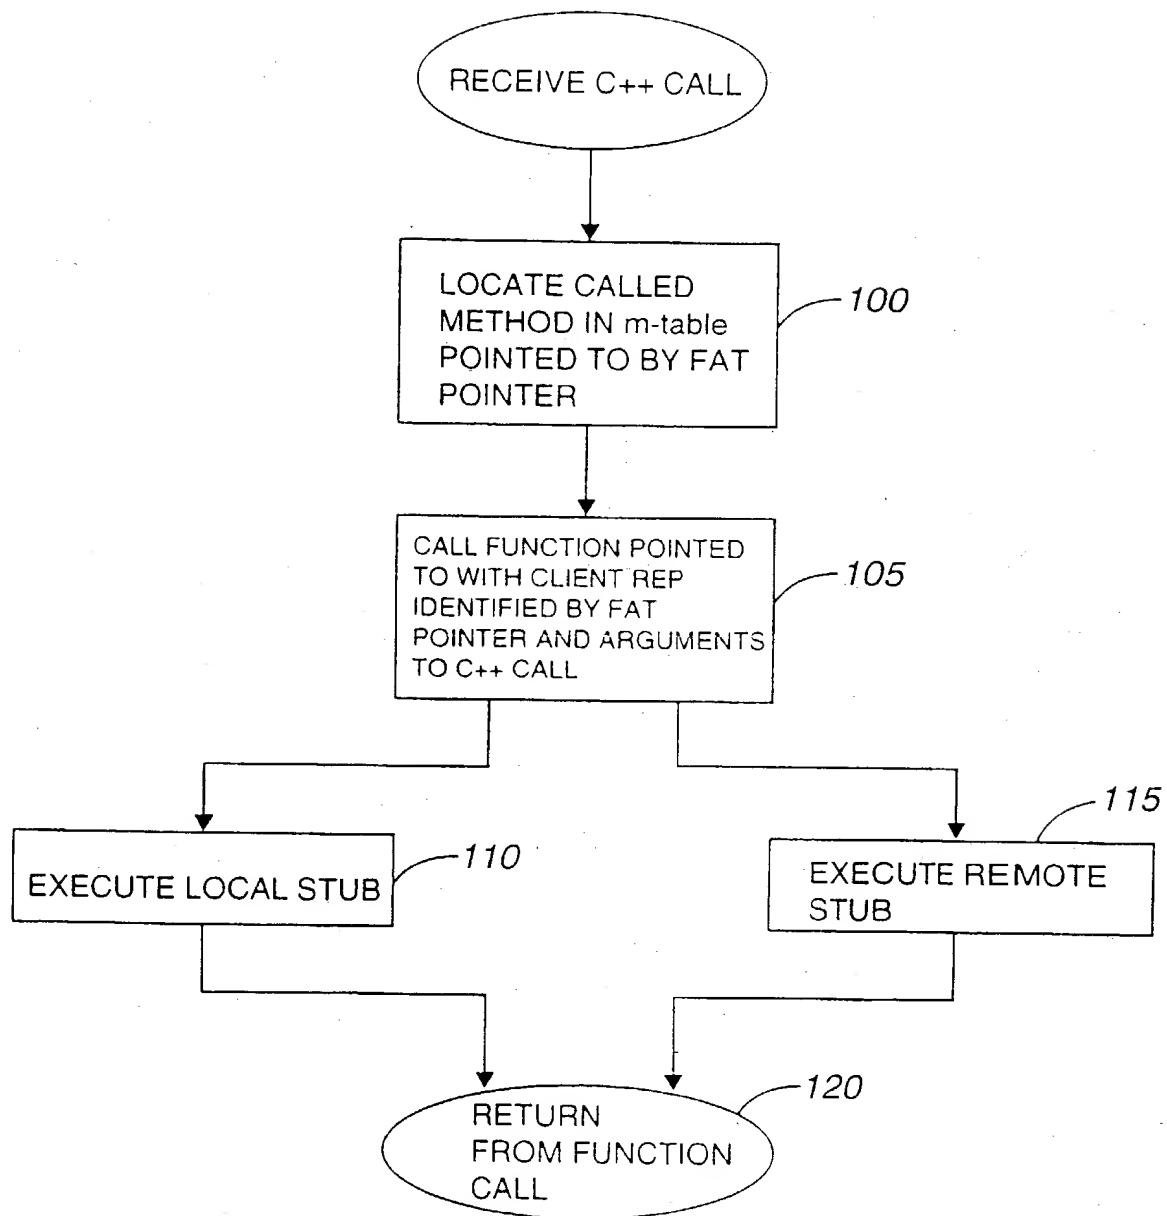 RECEIVE C++ CALL
LOCATE CALLED
METHOD IN m-table
POINTED TO BY FAT
POINTER
100
CALL FUNCTION POINTED
TO WITH CLIENT REP
IDENTIFIED BY FAT
POINTER AND ARGUMENTS
TO C++ CALL
105
EXECUTE LOCAL STUB
110
EXECUTE REMOTE
STUB
115
RETURN
FROM FUNCTION
CALL
120